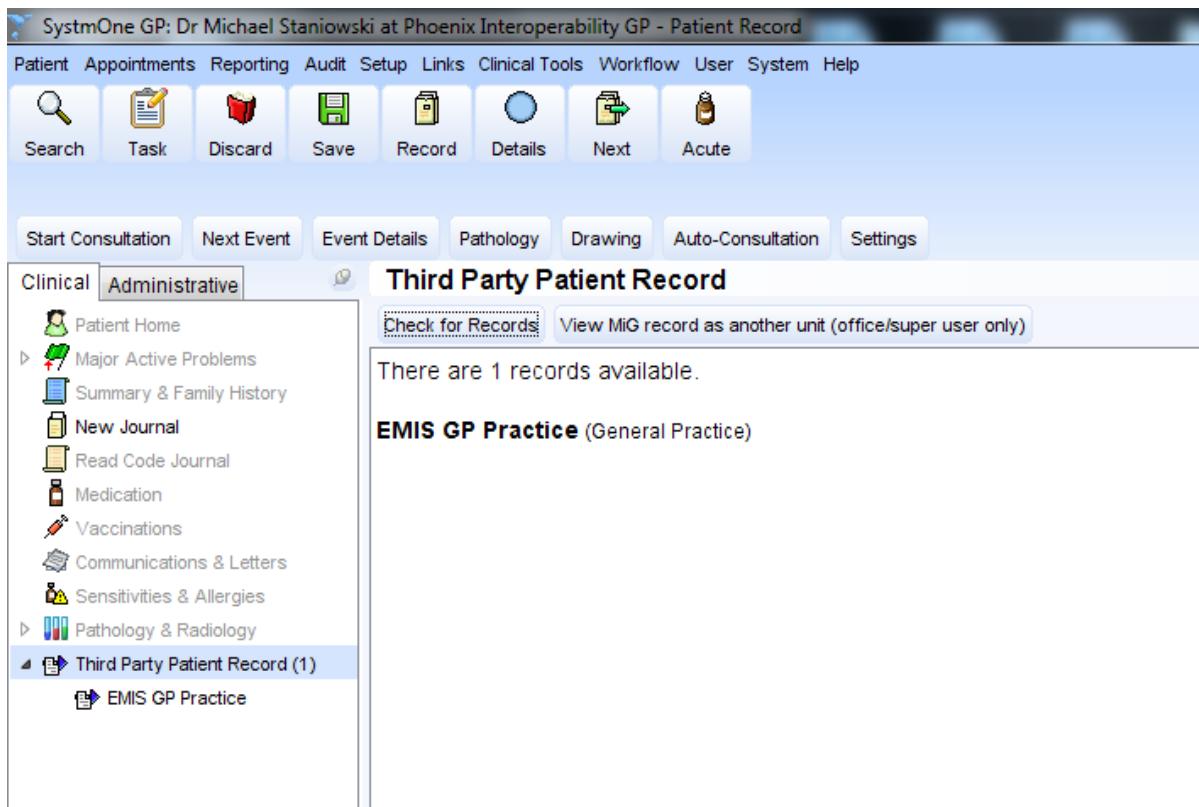 SystmOne GP: Dr Michael Staniowski at Phoenix Interoperability GP - Patient Record
Patient Appointments Reporting Audit Setup Links Clinical Tools Workflow User System Help
Search Task Discard Save Record Details Next Acute
Start Consultation Next Event Event Details Pathology Drawing Auto-Consultation Settings
Clinical Administrative
Patient Home
Major Active Problems
Summary & Family History
New Journal
Read Code Journal
Medication
Vaccinations
Communications & Letters
Sensitivities & Allergies
Pathology & Radiology
Third Party Patient Record (1)
EMIS GP Practice
Third Party Patient Record
Check for Records View MiG record as another unit (office/super user only)
There are 1 records available.
EMIS GP Practice (General Practice)